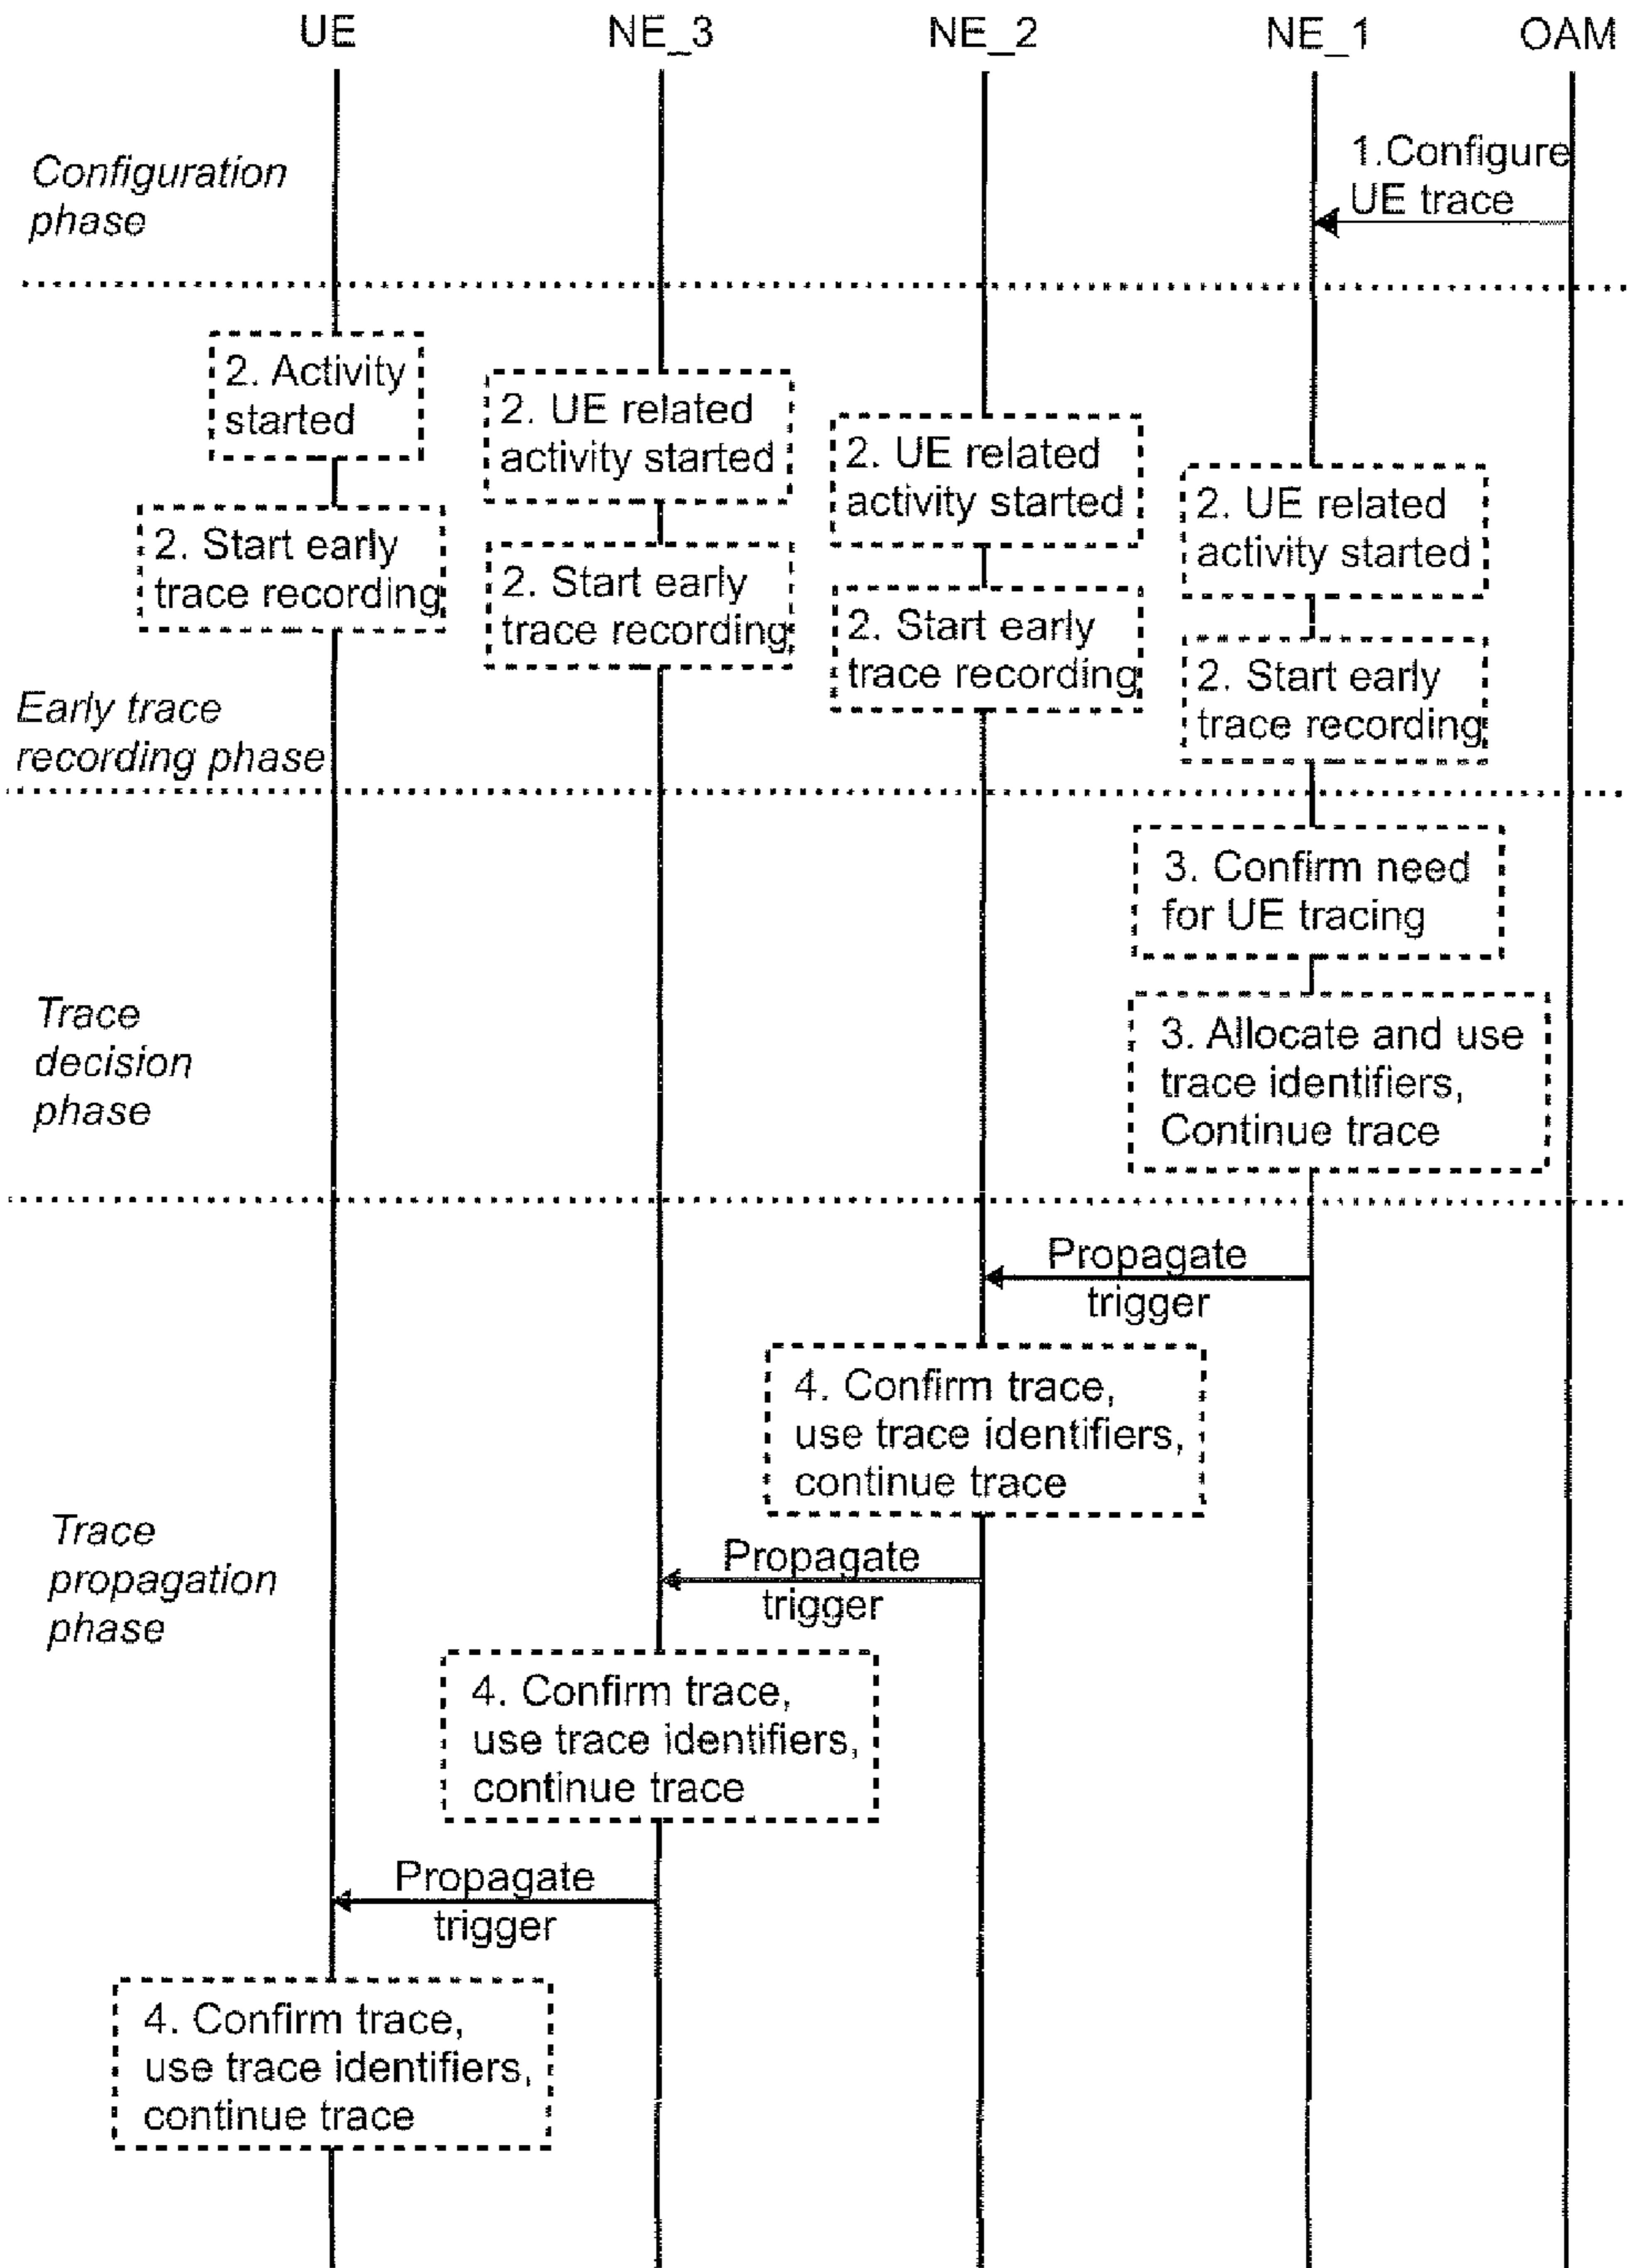 UE
NE_3
NE_2
NE_1
OAM
Configuration
phase
1.Configure
UE trace
2. Activity
started
2. UE related
activity started
2. UE related
activity started
2. UE related
activity started
2. Start early
trace recording
2. Start early
trace recording
2. Start early
trace recording
2. Start early
trace recording
Early trace
recording phase
3. Confirm need
for UE tracing
Trace
decision
phase
3. Allocate and use
trace identifiers,
Continue trace
Propagate
trigger
4. Confirm trace,
use trace identifiers,
continue trace
Trace
propagation
phase
Propagate
trigger
4. Confirm trace,
use trace identifiers,
continue trace
Propagate
trigger
4. Confirm trace,
use trace identifiers,
continue trace